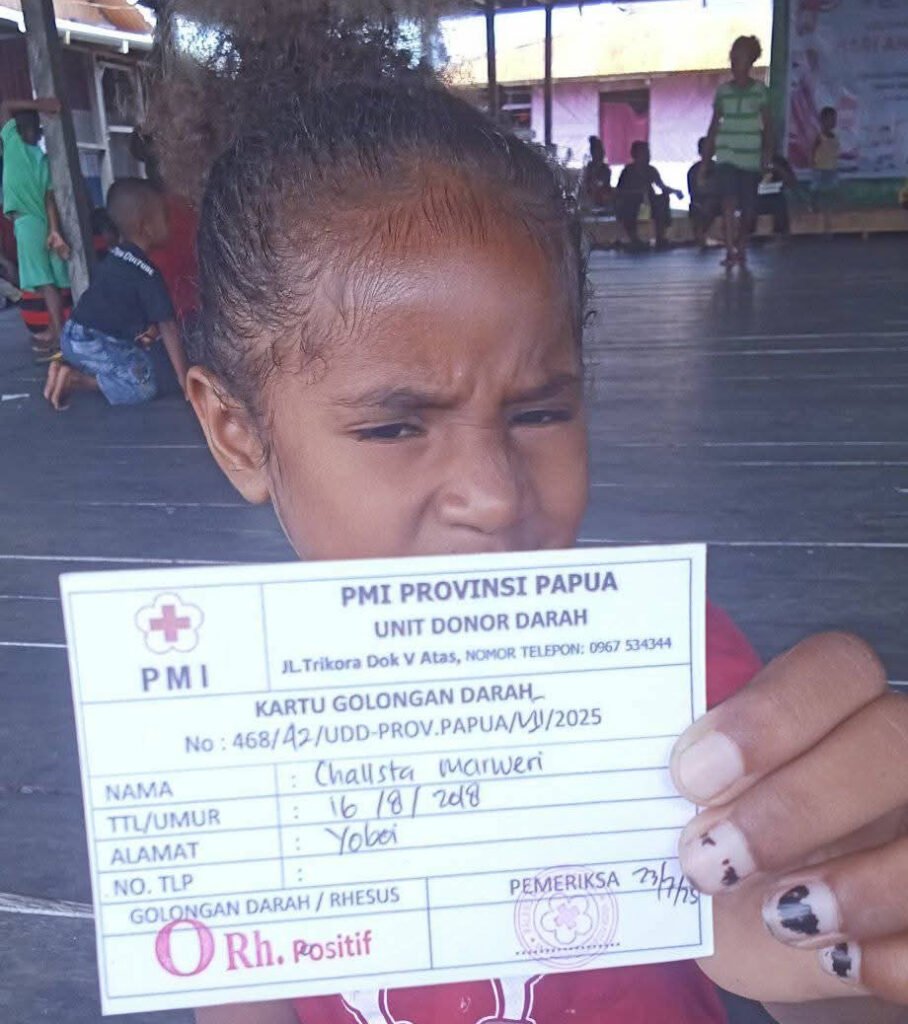 PMI PROVINSI PAPUA
UNIT DONOR DARAH
JL.Trikora Dok V Atas, NOMOR TELEPON: 0967 534344
PMI
KARTU GOLONGAN DARAH
No : 468/A2/UDD-PROV.PAPUA/VII/2025
NAMA : Challsta Marweri
TTL/UMUR : 16 /8/ 2018
ALAMAT : Yoboi
NO. TLP :
GOLONGAN DARAH / RHESUS
O Rh. Positif
PEMERIKSA 23/7/25